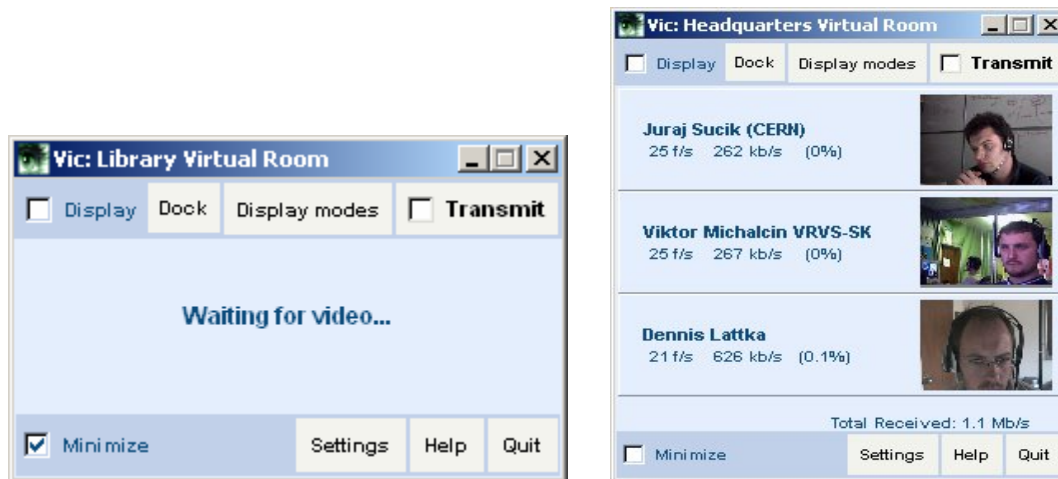 Vic: Library Virtual Room
Display Dock Display modes Transmit
Waiting for video...
Minimize Settings Help Quit
Vic: Headquarters Virtual Room
Display Dock Display modes Transmit
Juraj Sucik (CERN)
25 f/s 262 kb/s (0%)
Viktor Michalcin VRVS-SK
25 f/s 267 kb/s (0%)
Dennis Lattka
21 f/s 626 kb/s (0.1%)
Total Received: 1.1 Mb/s
Minimize Settings Help Quit